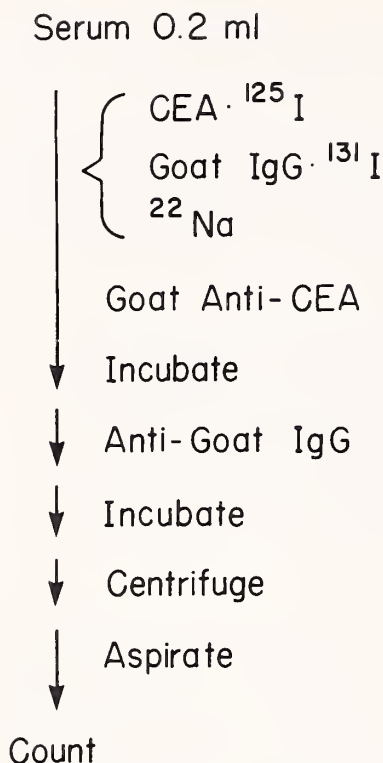 Serum 0.2 ml
CEA· ¹²⁵I
Goat IgG· ¹³¹I
²²Na
Goat Anti-CEA
Incubate
Anti-Goat IgG
Incubate
Centrifuge
Aspirate
Count